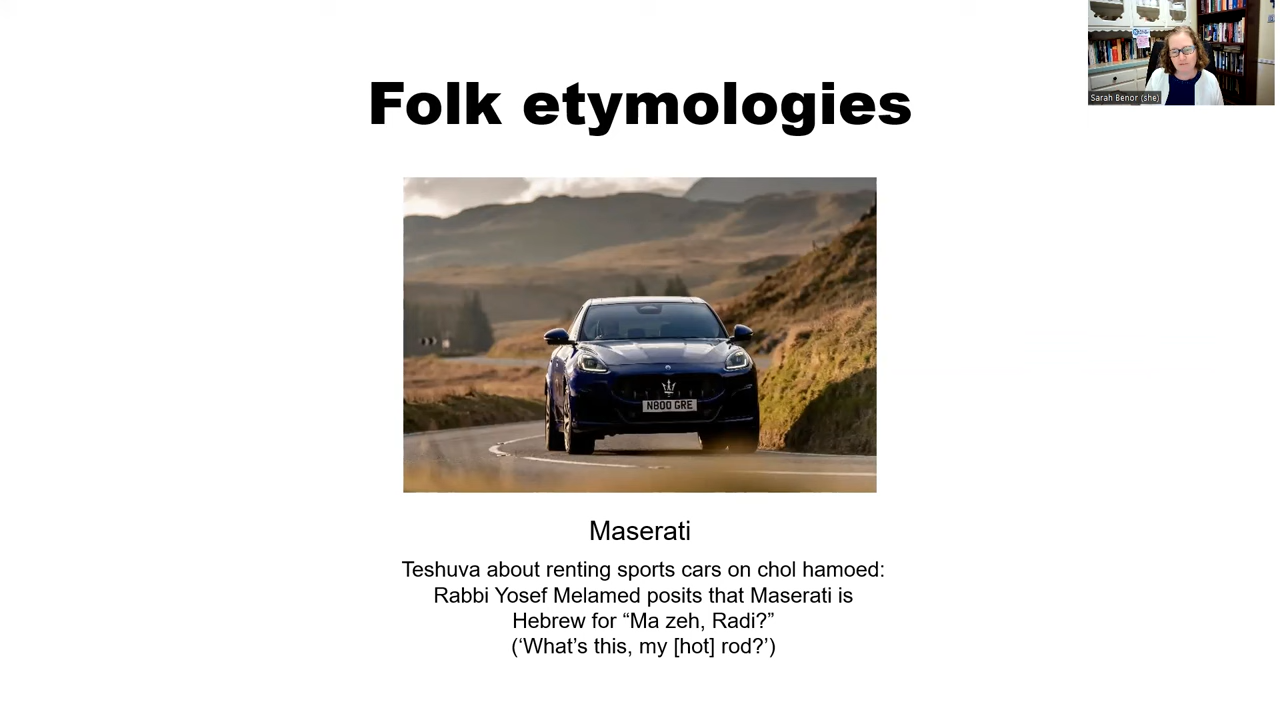 Folk etymologies
Sarah Benor (she)
N800 GRE
Maserati
Teshuva about renting sports cars on chol hamoed:
Rabbi Yosef Melamed posits that Maserati is
Hebrew for “Ma zeh, Radi?”
(‘What’s this, my [hot] rod?’)